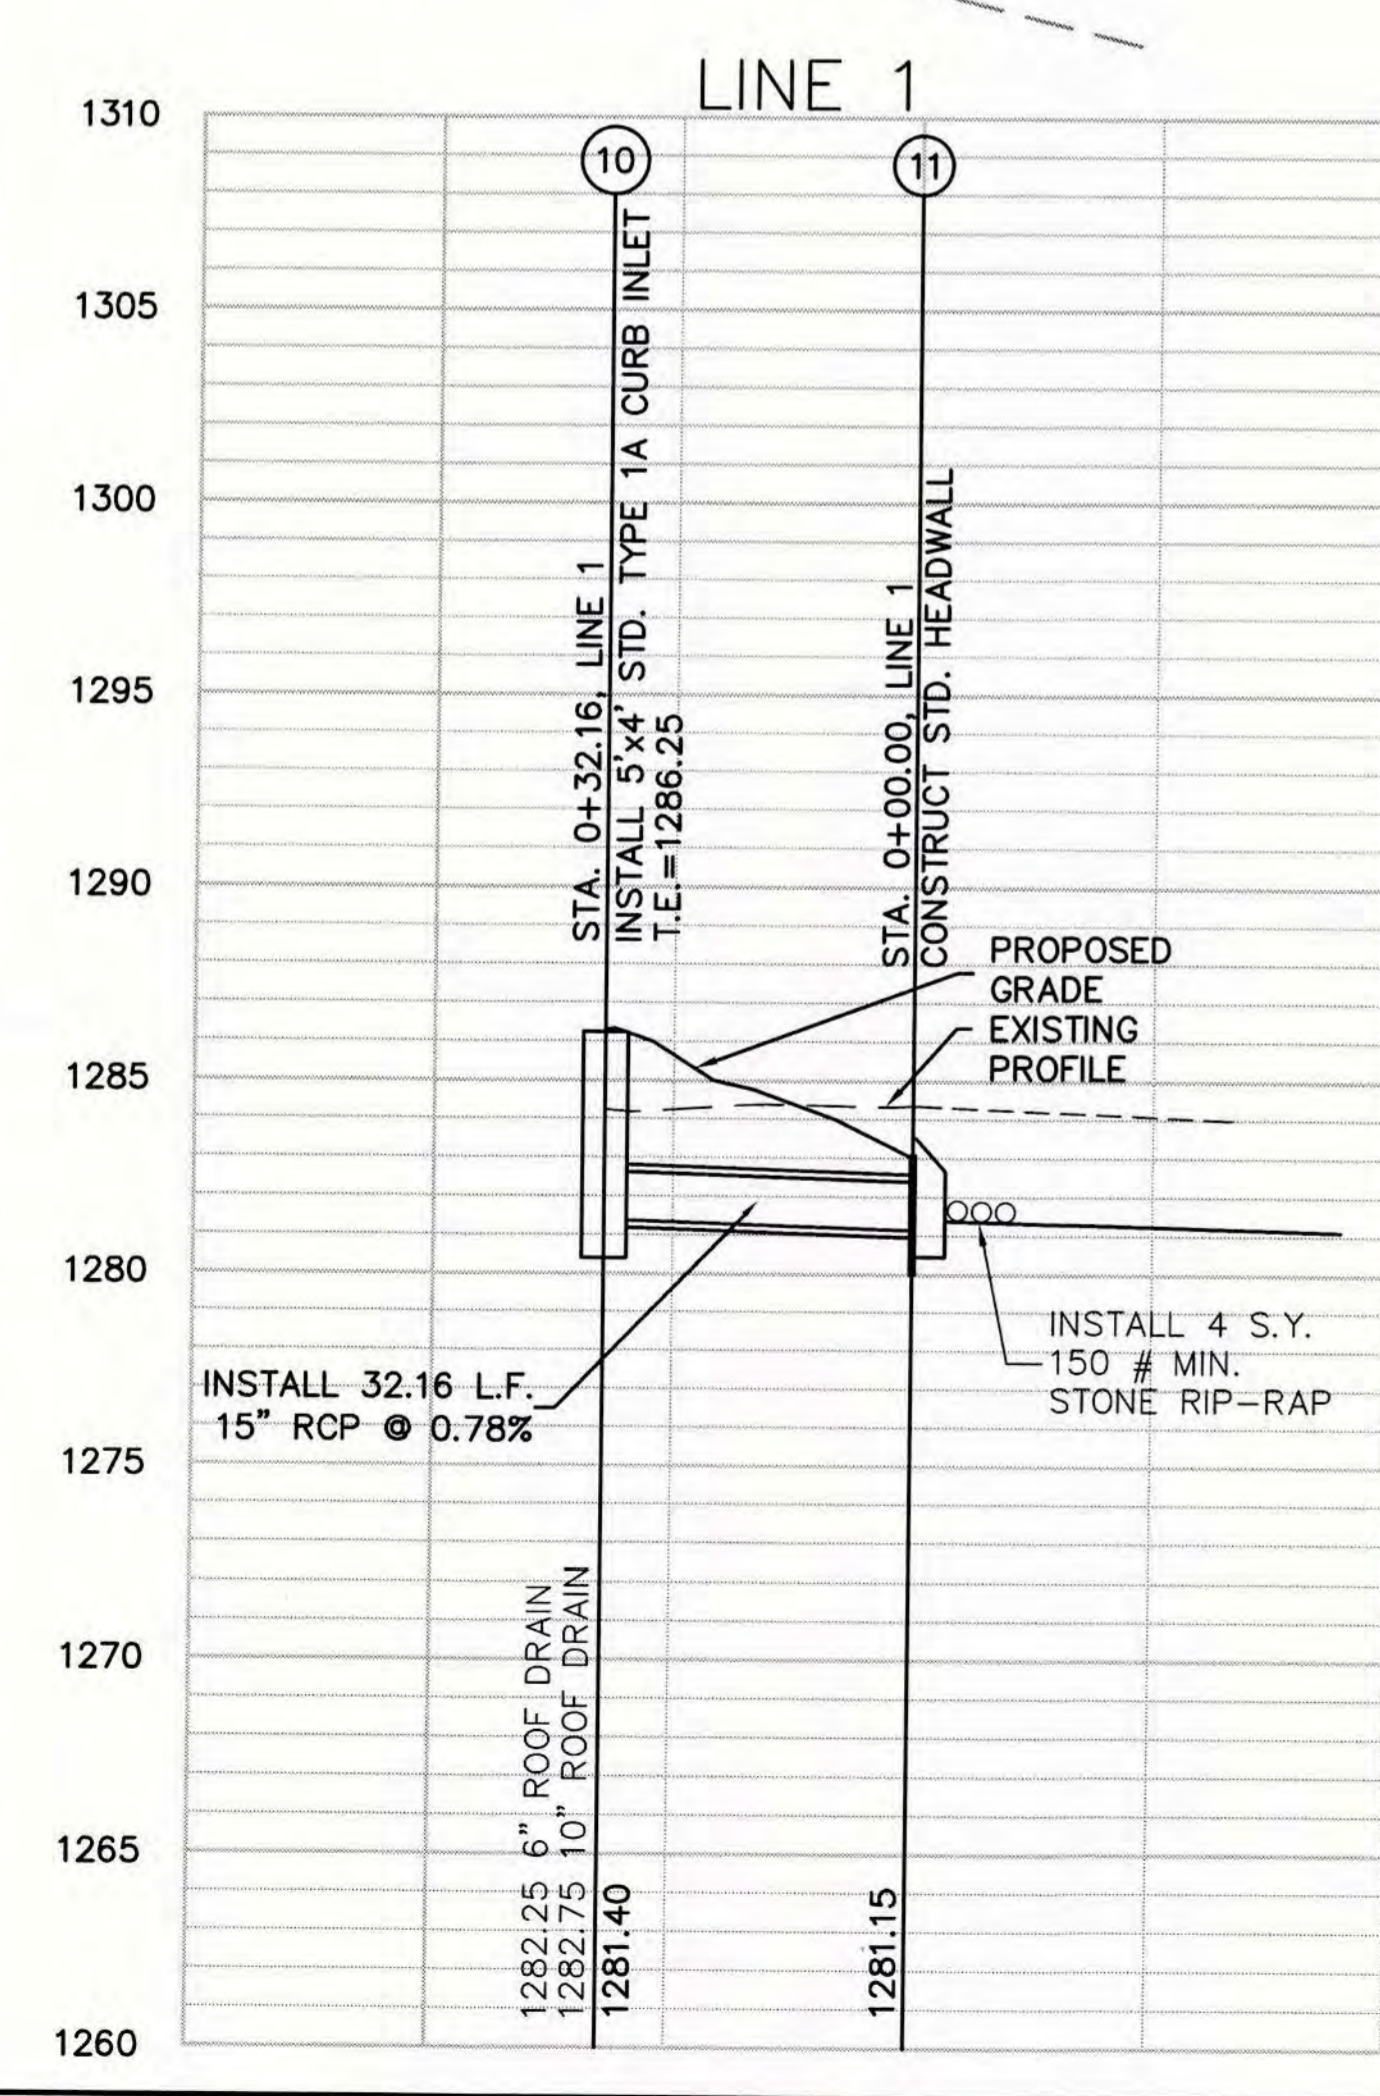 LINE 1
1310
1305
1300
1295
1290
1285
1280
1275
1270
1265
1260
10
11
STA. 0+32.16, LINE 1
INSTALL 5'x4' STD. TYPE 1A CURB INLET
T.E.=1286.25
STA. 0+00.00, LINE 1
CONSTRUCT STD. HEADWALL
PROPOSED
GRADE
EXISTING
PROFILE
INSTALL 4 S.Y.
150 # MIN.
STONE RIP-RAP
INSTALL 32.16 L.F.
15" RCP @ 0.78%
1282.25 6" ROOF DRAIN
1282.75 10" ROOF DRAIN
1281.40
1281.15